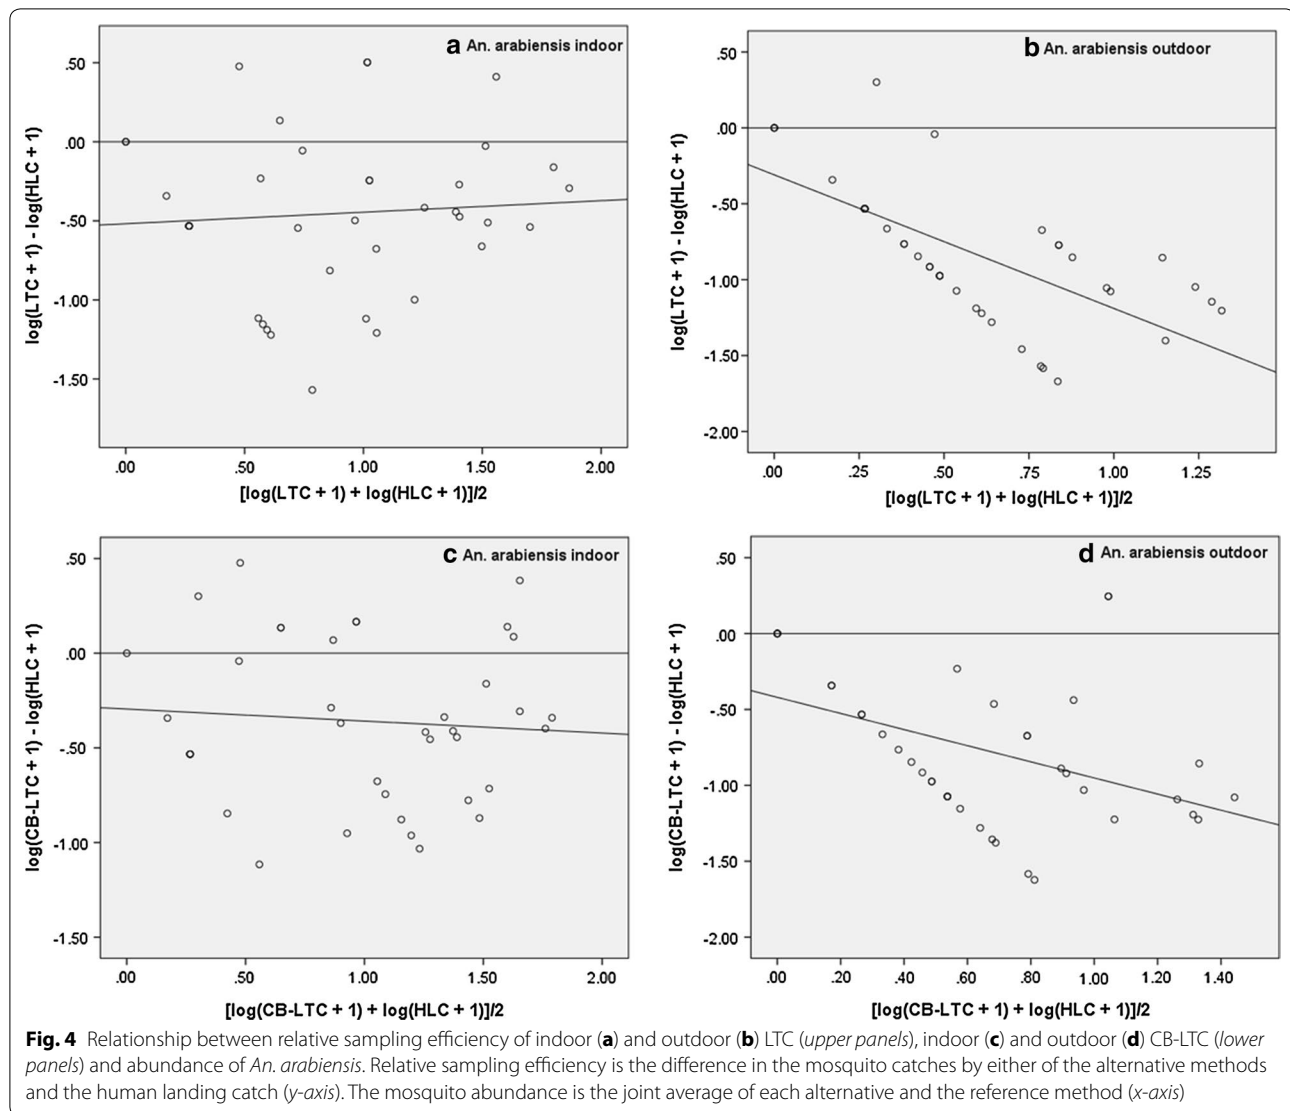 a An. arabiensis indoor
log(LTC + 1) - log(HLC + 1)
.50
.00
-.50
-1.00
-1.50
.00 .50 1.00 1.50 2.00
[log(LTC + 1) + log(HLC + 1)]/2
b An. arabiensis outdoor
log(LTC + 1) - log(HLC + 1)
.50
.00
-.50
-1.00
-1.50
-2.00
.00 .25 .50 .75 1.00 1.25
[log(LTC + 1) + log(HLC + 1)]/2
c An. arabiensis indoor
log(CB-LTC + 1) - log(HLC + 1)
.50
.00
-.50
-1.00
-1.50
.00 .50 1.00 1.50 2.00
[log(CB-LTC + 1) + log(HLC + 1)]/2
d An. arabiensis outdoor
log(CB-LTC + 1) - log(HLC + 1)
.50
.00
-.50
-1.00
-1.50
-2.00
.00 .20 .40 .60 .80 1.00 1.20 1.40
[log(CB-LTC + 1) + log(HLC + 1)]/2
Fig. 4 Relationship between relative sampling efficiency of indoor (a) and outdoor (b) LTC (upper panels), indoor (c) and outdoor (d) CB-LTC (lower
panels) and abundance of An. arabiensis. Relative sampling efficiency is the difference in the mosquito catches by either of the alternative methods
and the human landing catch (y-axis). The mosquito abundance is the joint average of each alternative and the reference method (x-axis)